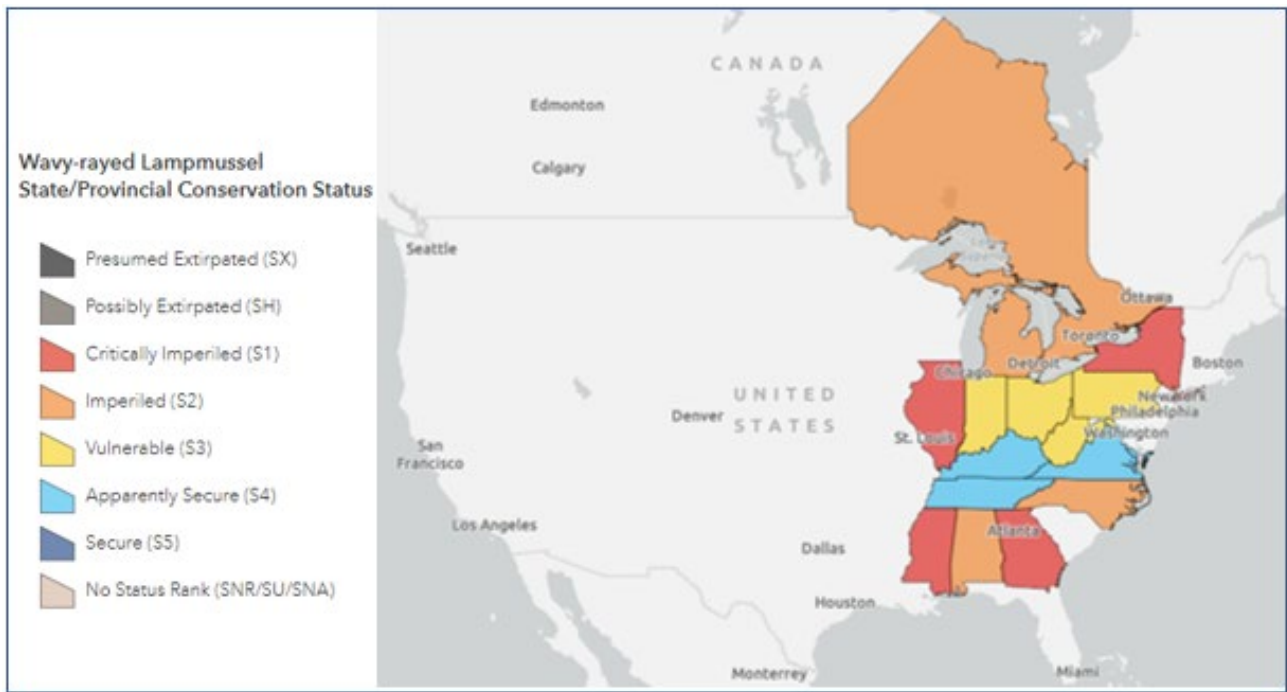 Wavy-rayed Lampmussel
State/Provincial Conservation Status
Presumed Extirpated (SX)
Possibly Extirpated (SH)
Critically Imperiled (S1)
Imperiled (S2)
Vulnerable (S3)
Apparently Secure (S4)
Secure (S5)
No Status Rank (SNR/SU/SNA)
CANADA
Edmonton
Calgary
Seattle
Ottawa
Toronto
Boston
Detroit
Chicago
UNITED
STATES
Denver
Philadelphia
Washington
St. Louis
San
Francisco
Los Angeles
Atlanta
Dallas
Houston
Monterrey
Miami